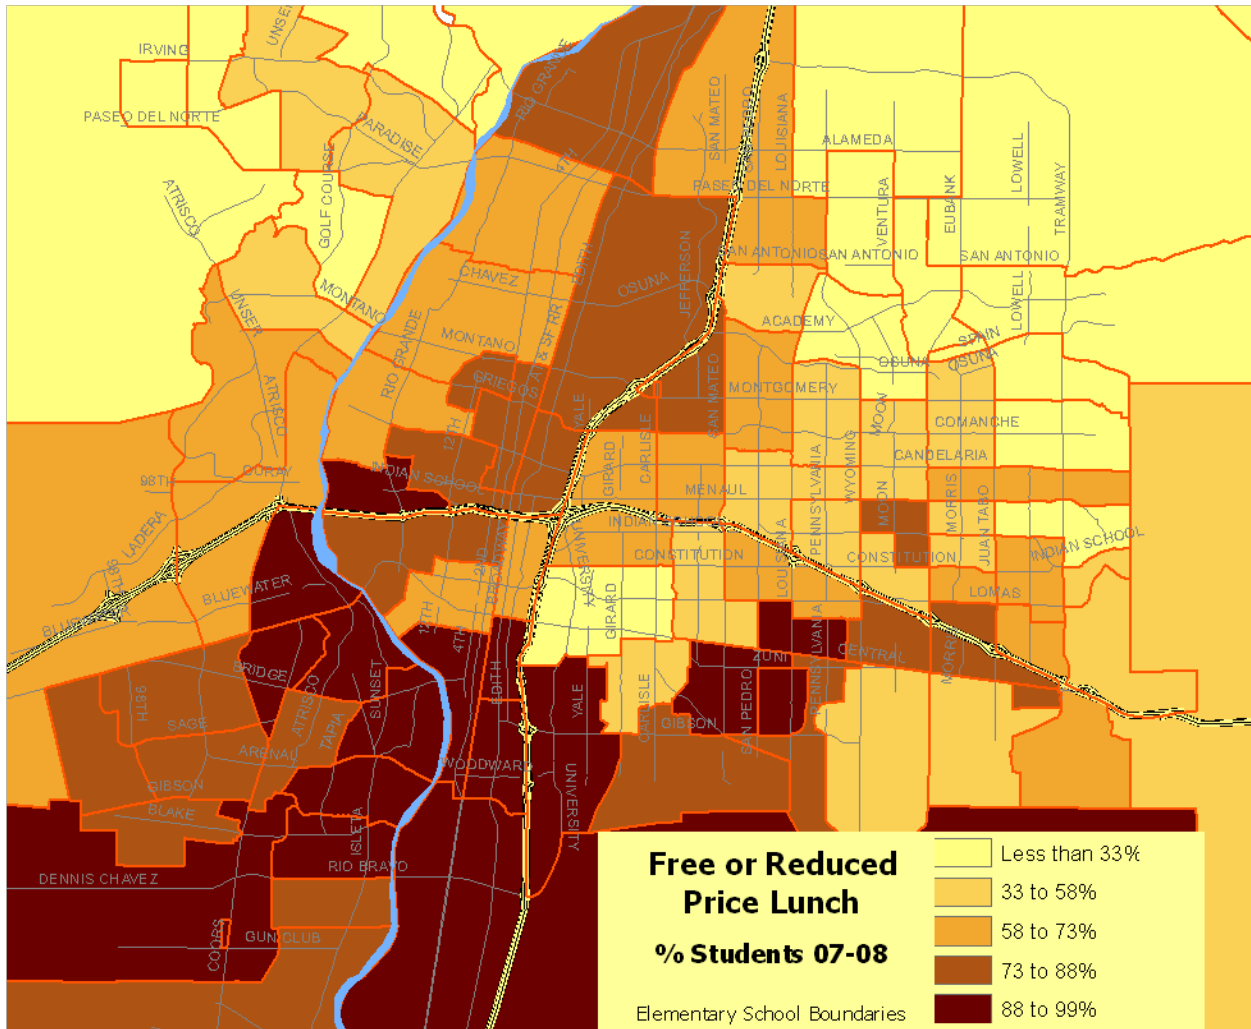 UNSER
IRVING
RIO GRANDE
PASEO DEL NORTE
PARADISE
SAN MATEO
LOUISIANA
ALAMEDA
LOWELL
4TH
TRAMWAY
ATRISCO
GOLF COURSE
PASEO DEL NORTE
VENTURA
EUBANK
EDITH
JEFFERSON
SAN ANTONIO
SAN ANTONIO
SAN ANTONIO
CHAVEZ
OSUNA
MONTANO
UNSER
LOWELL
ACADEMY
RIO GRANDE
MONTANO
AT & SF RR
SPAIN
OSUNA
OSUNA
GRIEGOS
SAN MATEO
MONTGOMERY
MOON
ATRISCO
YALE
COMANCHE
12TH
CARLISLE
GIRARD
WYOMING
PENNSYLVANIA
CANDELARIA
OURAY
98TH
INDIAN SCHOOL
MENAUL
MOON
MORRIS
JUAN TABO
LADERA
INDIAN SCHOOL
INDIAN SCHOOL
98TH
2ND
BROADWAY
UNIVERSITY
CONSTITUTION
LOUISIANA
CONSTITUTION
BLUEWATER
GIRARD
LOMAS
12TH
4TH
PENNSYLVANIA
CENTRAL
MORRIS
BRIDGE
SUNSET
EDITH
YALE
CARLISLE
ZUNI
SAN PEDRO
PENNSYLVANIA
98TH
ATRISCO
SAGE
TAPIA
GIBSON
ARENAL
WOODWARD
GIBSON
UNIVERSITY
BLAKE
ISLETA
RIO BRAVO
DENNIS CHAVEZ
COORS
GUN CLUB
Free or Reduced
Price Lunch
% Students 07-08
Elementary School Boundaries
Less than 33%
33 to 58%
58 to 73%
73 to 88%
88 to 99%